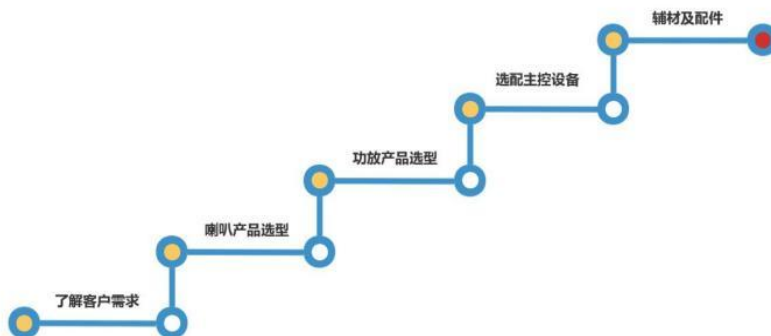 辅材及配件
选配主控设备
功放产品选型
喇叭产品选型
了解客户需求